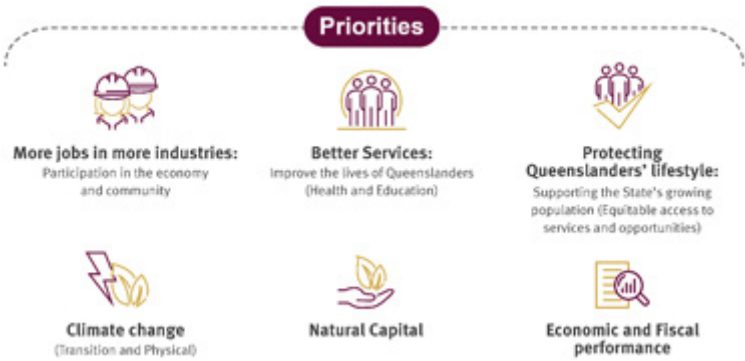 Priorities
More jobs in more industries:
Participation in the economy
and community
Better Services:
Improve the lives of Queenslanders
(Health and Education)
Protecting
Queenslanders' lifestyle:
Supporting the State's growing
population (Equitable access to
services and opportunities)
Climate change
(Transition and Physical)
Natural Capital
Economic and Fiscal
performance